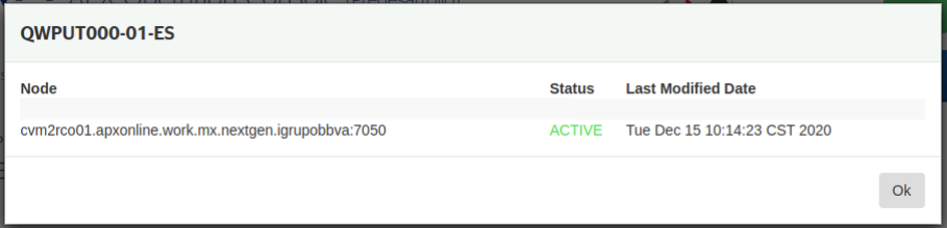 QWPUT000-01-ES
Node Status Last Modified Date
cvm2rco01.apxonline.work.mx.nextgen.igrupobbva:7050 ACTIVE Tue Dec 15 10:14:23 CST 2020
Ok